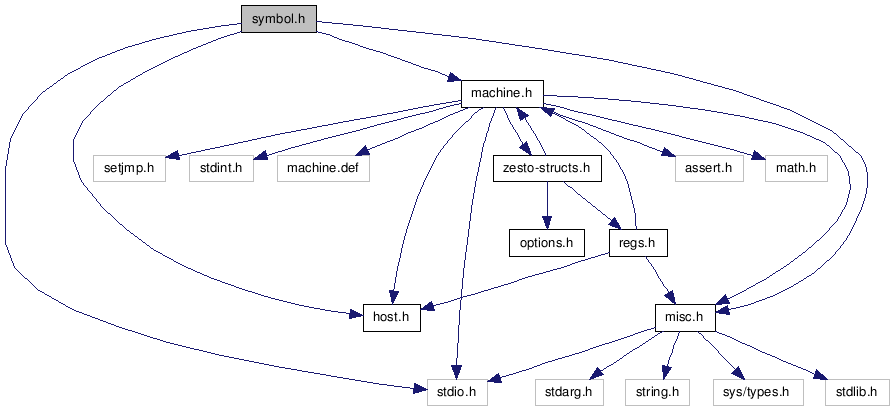 symbol.h
machine.h
setjmp.h
stdint.h
machine.def
zesto-structs.h
assert.h
math.h
options.h
regs.h
host.h
misc.h
stdio.h
stdarg.h
string.h
sys/types.h
stdlib.h